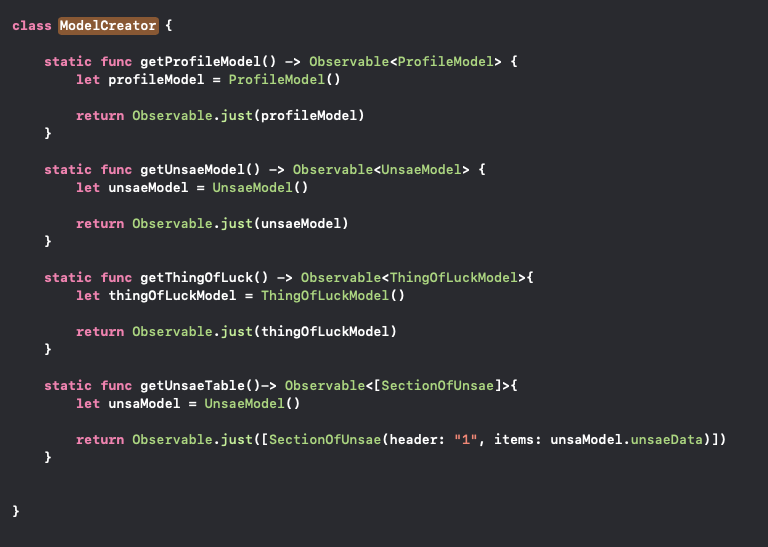 class ModelCreator {
static func getProfileModel() -> Observable<ProfileModel> {
let profileModel = ProfileModel()
return Observable.just(profileModel)
}
static func getUnsaeModel() -> Observable<UnsaeModel> {
let unsaeModel = UnsaeModel()
return Observable.just(unsaeModel)
}
static func getThingOfLuck() -> Observable<ThingOfLuckModel>{
let thingOfLuckModel = ThingOfLuckModel()
return Observable.just(thingOfLuckModel)
}
static func getUnsaeTable()-> Observable<[SectionOfUnsae]>{
let unsaModel = UnsaeModel()
return Observable.just([SectionOfUnsae(header: "1", items: unsaModel.unsaeData)])
}
}